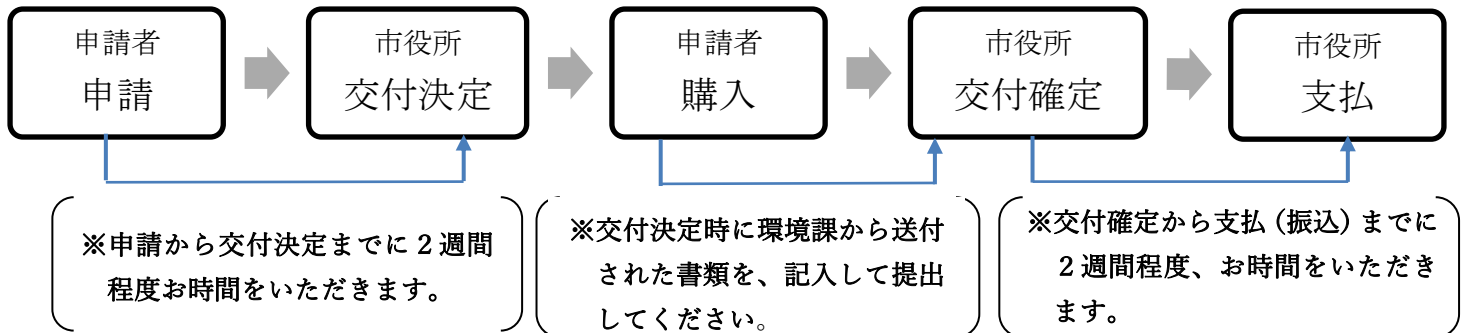 申請者
申請
市役所
交付決定
申請者
購入
市役所
交付確定
市役所
支払
※申請から交付決定までに２週間
程度お時間をいただきます。
※交付決定時に環境課から送付
された書類を、記入して提出
してください。
※交付確定から支払（振込）までに
２週間程度、お時間をいただき
ます。